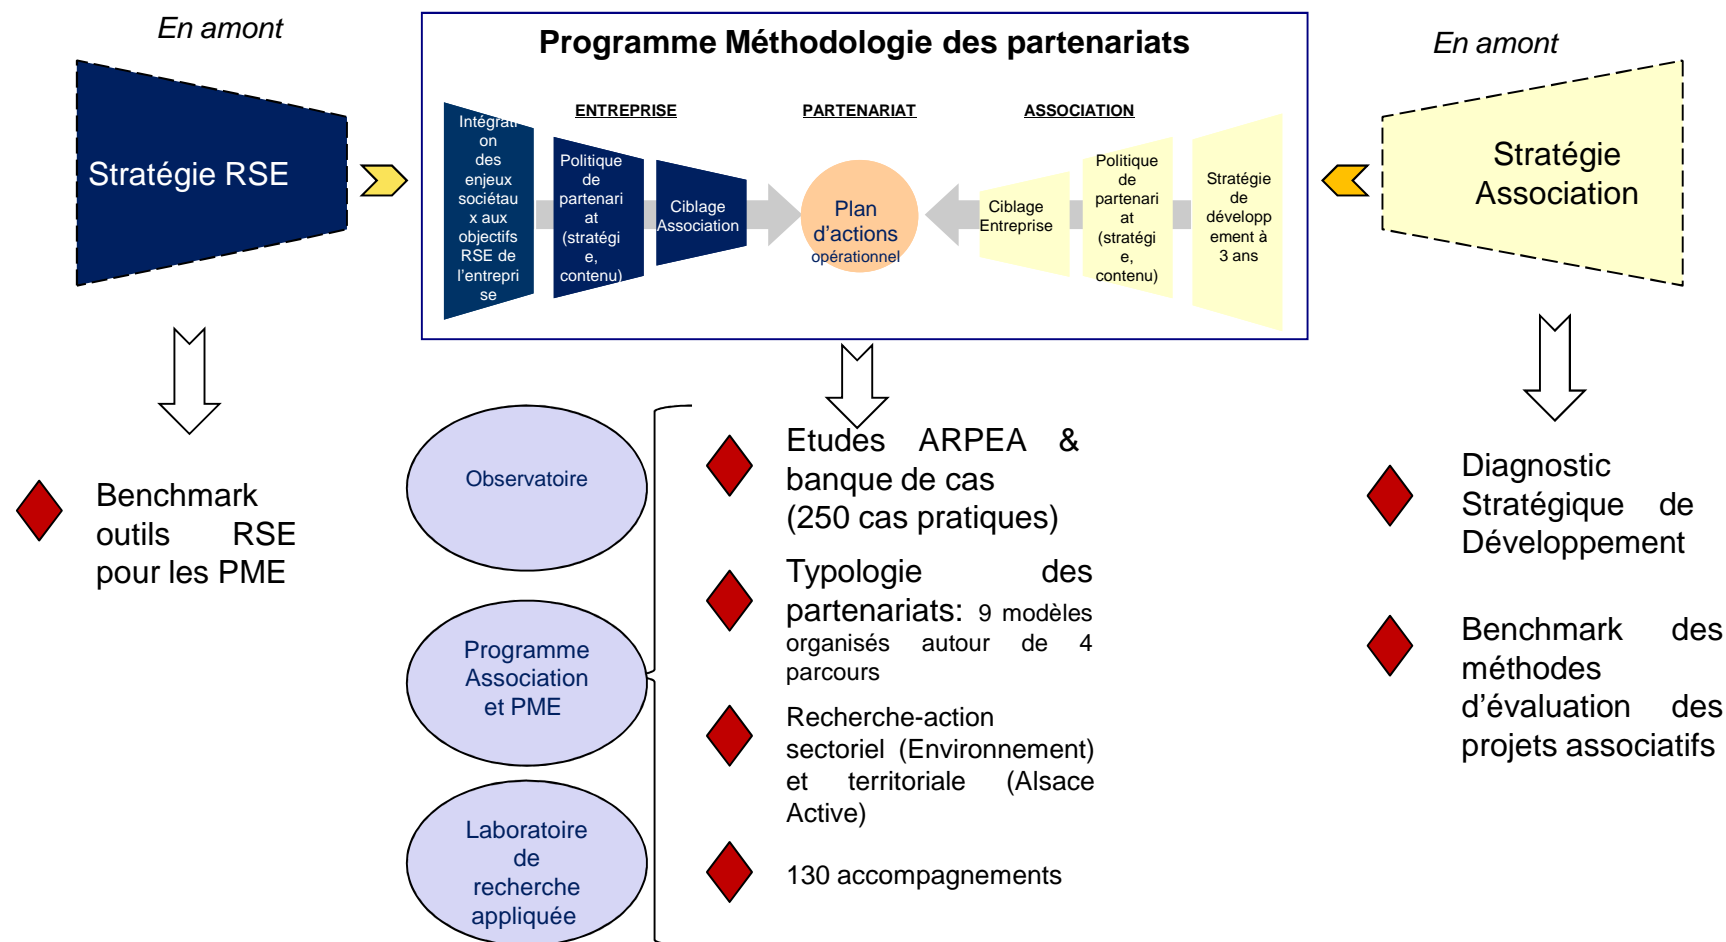 En amont
Programme Méthodologie des partenariats
En amont
Stratégie RSE
ENTREPRISE
PARTENARIAT
ASSOCIATION
Intégrati
on
des
enjeux
sociétau
x aux
objectifs
RSE de
l’entrepri
se
Politique
de
partenari
at
(stratégi
e,
contenu)
Ciblage
Association
Plan
d’actions
opérationnel
Ciblage
Entreprise
Politique
de
partenari
at
(stratégi
e,
contenu)
Stratégie
de
développ
ement à
3 ans
Stratégie
Association
Benchmark
outils RSE
pour les PME
Observatoire
Programme
Association
et PME
Laboratoire
de
recherche
appliquée
Etudes ARPEA &
banque de cas
(250 cas pratiques)
Typologie des
partenariats: 9 modèles
organisés autour de 4
parcours
Recherche-action
sectoriel (Environnement)
et territoriale (Alsace
Active)
130 accompagnements
Diagnostic
Stratégique de
Développement
Benchmark des
méthodes
d’évaluation des
projets associatifs